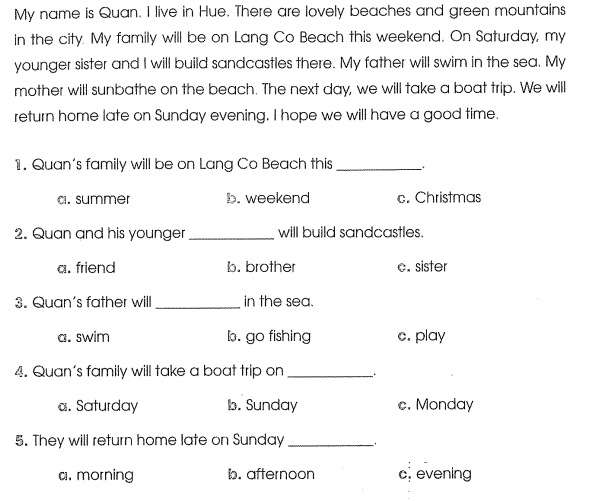 My name is Quan. I live in Hue. There are lovely beaches and green mountains
in the city. My family will be on Lang Co Beach this weekend. On Saturday, my
younger sister and I will build sandcastles there. My father will swim in the sea. My
mother will sunbathe on the beach. The next day, we will take a boat trip. We will
return home late on Sunday evening. I hope we will have a good time.
1. Quan's family will be on Lang Co Beach this ____________.
a. summer b. weekend c. Christmas
2. Quan and his younger ____________ will build sandcastles.
a. friend b. brother c. sister
3. Quan's father will ____________ in the sea.
a. swim b. go fishing c. play
4. Quan's family will take a boat trip on ____________.
a. Saturday b. Sunday c. Monday
5. They will return home late on Sunday ____________.
a. morning b. afternoon c. evening